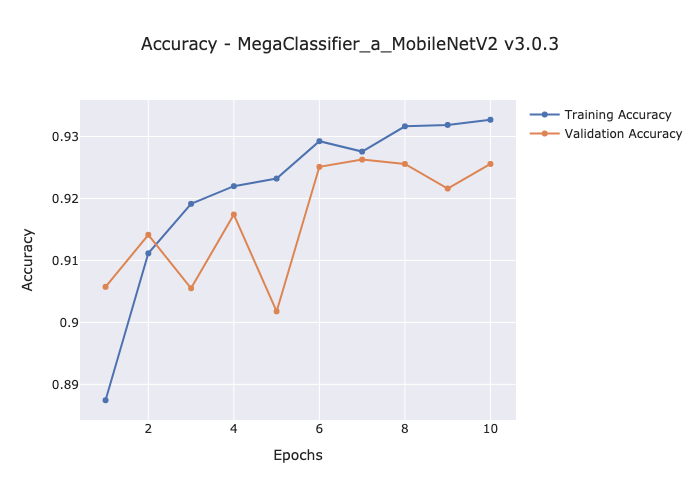 Accuracy - MegaClassifier_a_MobileNetV2 v3.0.3
Training Accuracy
Validation Accuracy
Accuracy
0.93
0.92
0.91
0.9
0.89
2 4 6 8 10
Epochs